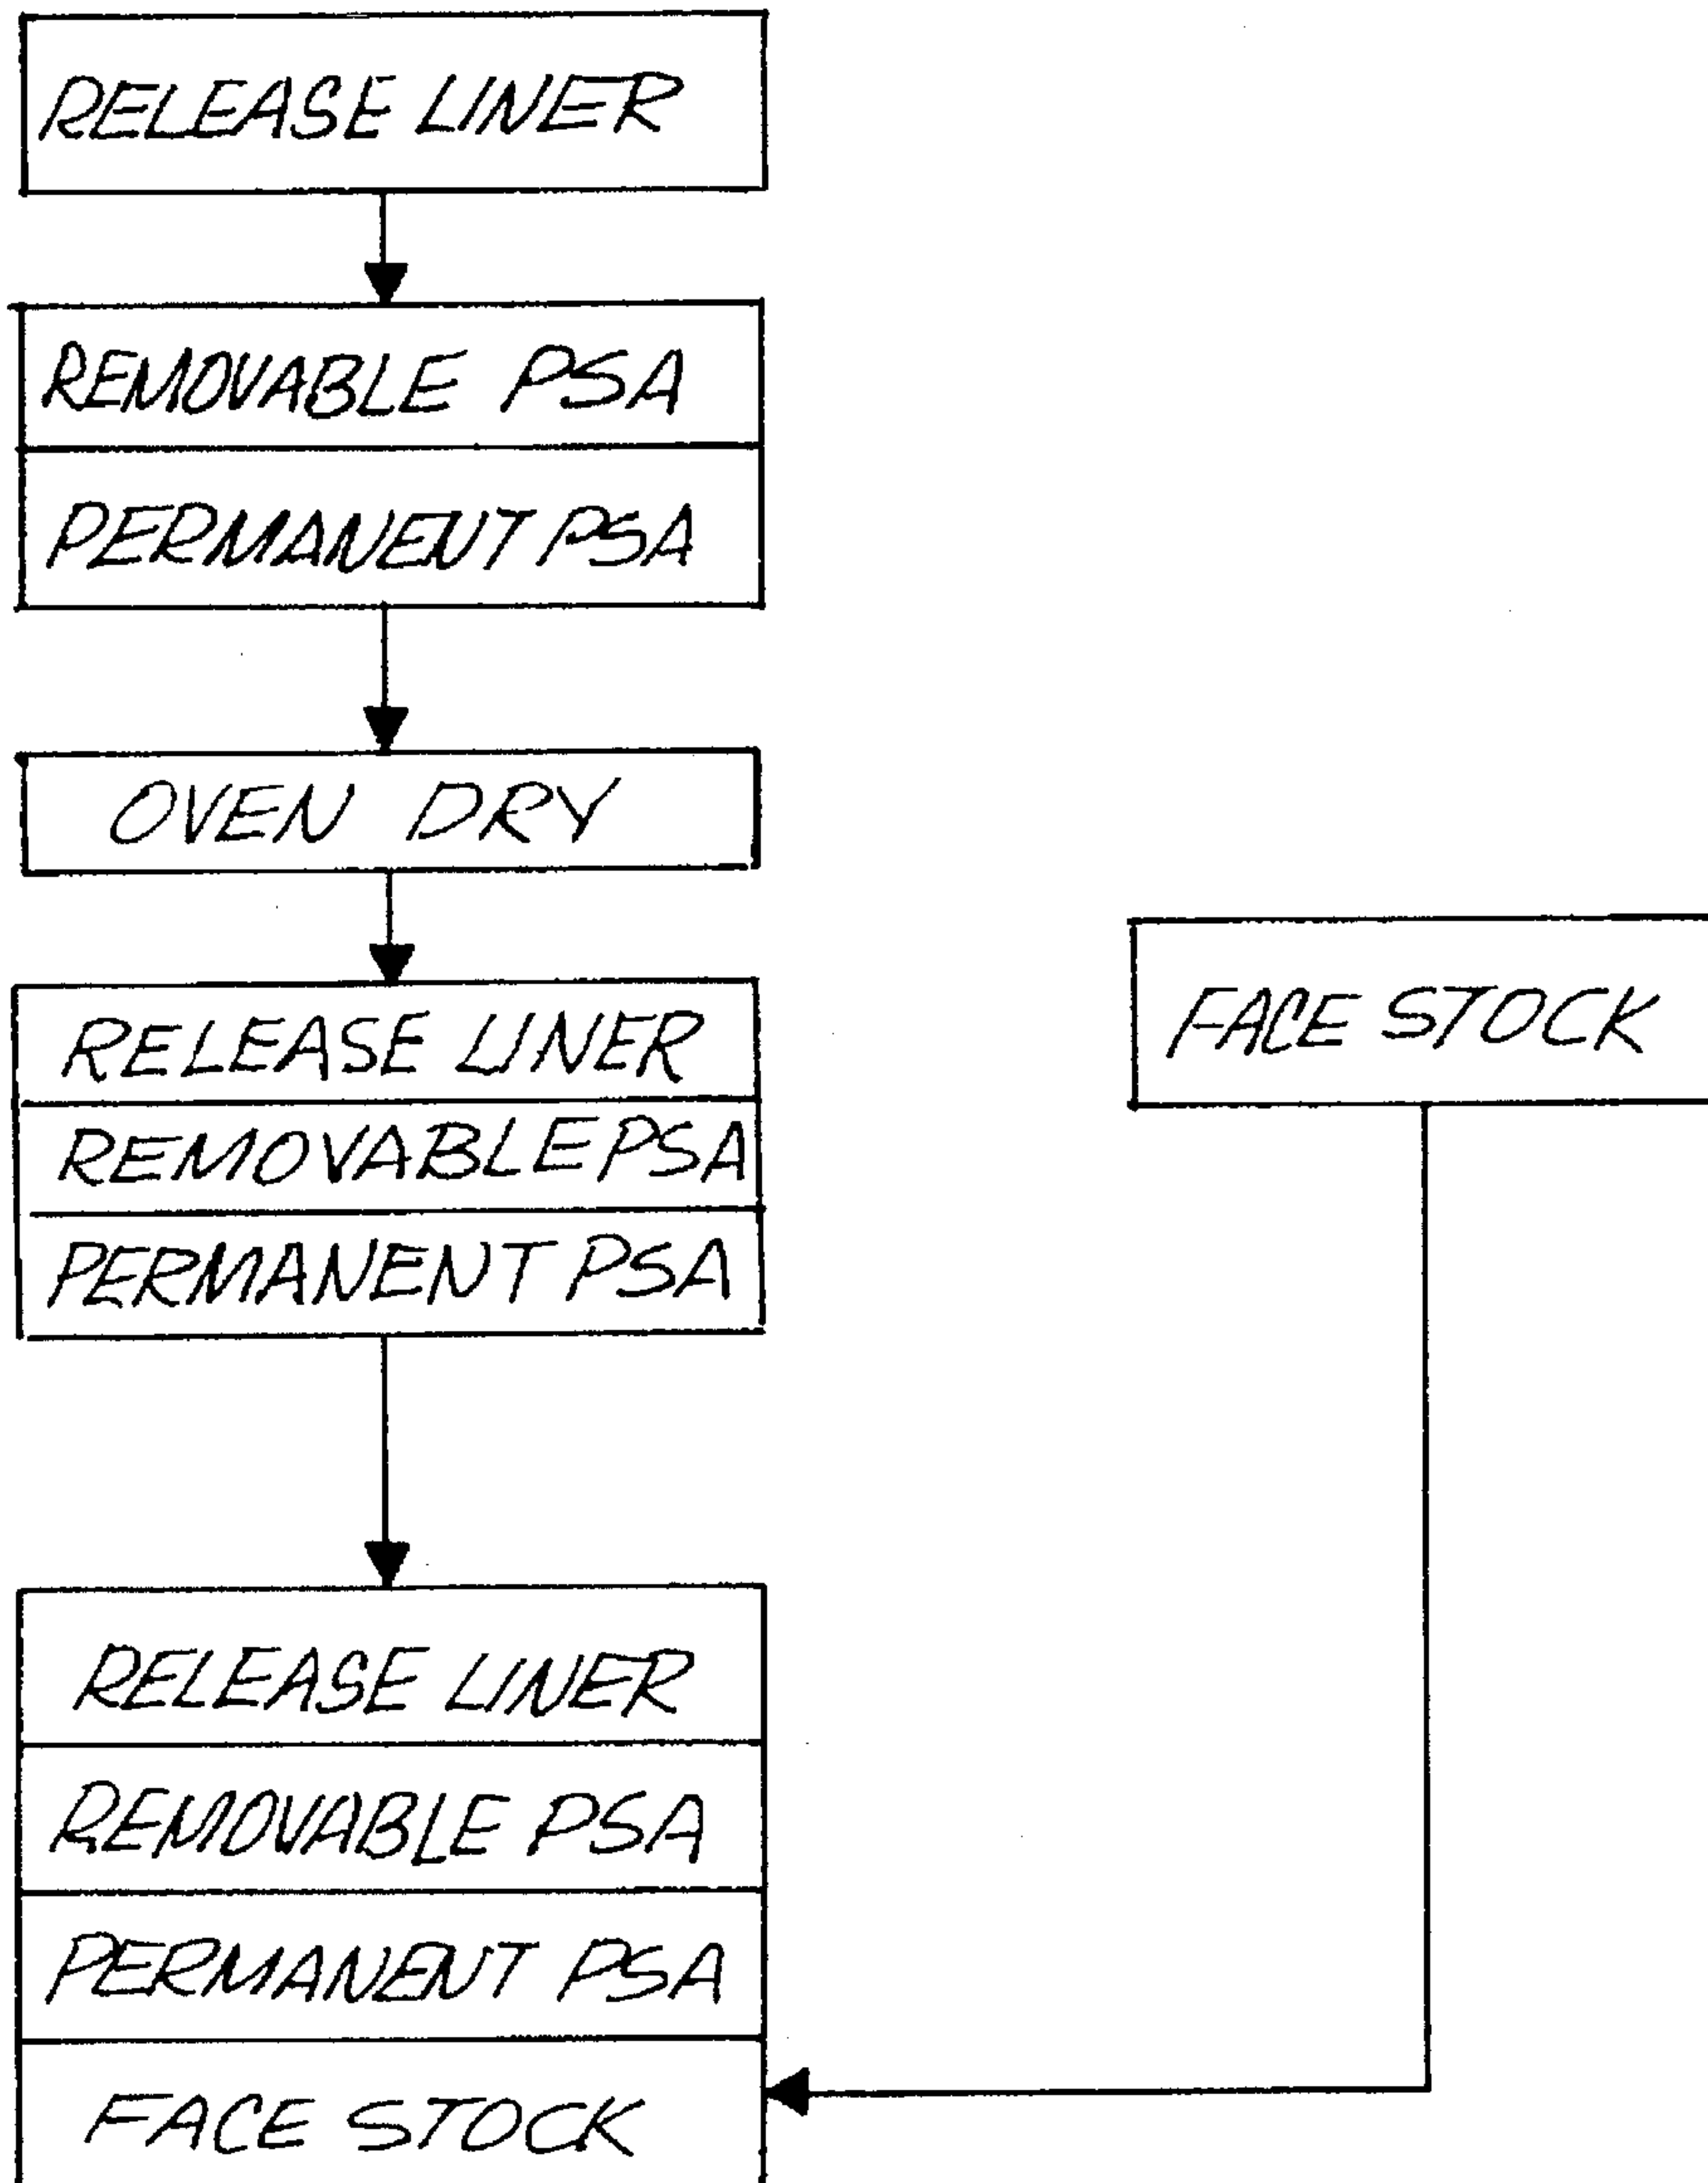 RELEASE LINER
REMOVABLE PSA
PERMANENT PSA
OVEN DRY
RELEASE LINER
REMOVABLE PSA
PERMANENT PSA
FACE STOCK
RELEASE LINER
REMOVABLE PSA
PERMANENT PSA
FACE STOCK